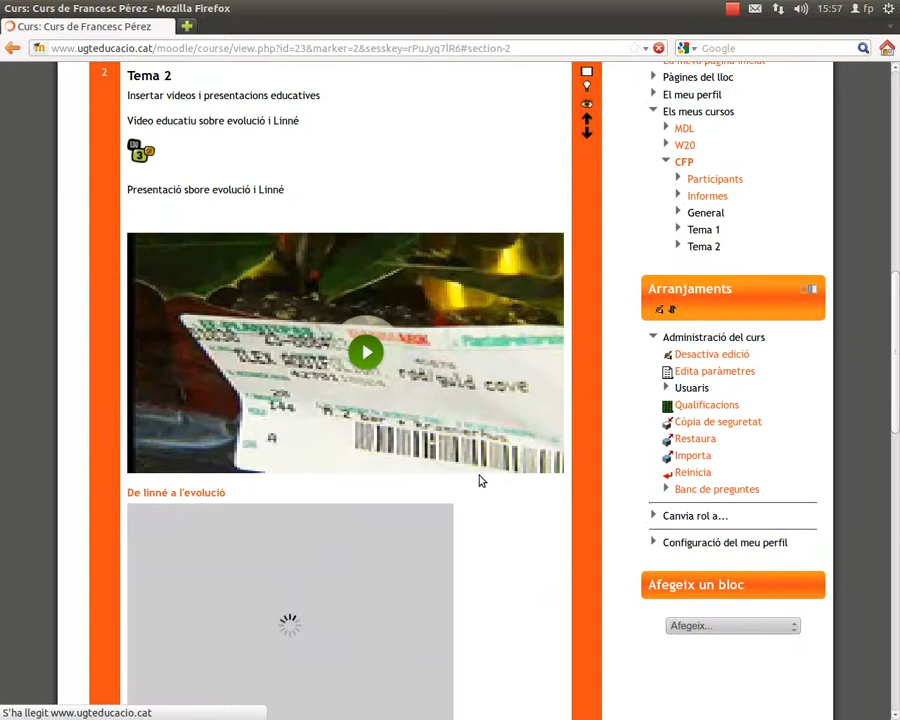 Curs: Curs de Francesc Pérez - Mozilla Firefox
15:57 fp
Curs: Curs de Francesc Pérez
www.ugteducacio.cat/moodle/course/view.php?id=23&marker=2&sesskey=rPuJyq7lR6#section-2
Google
2
Tema 2
Insertar videos i presentacions educatives
Vídeo educatiu sobre evolució i Linné
Presentació sbore evolució i Linné
De linné a l'evolució
La meva pàgina inicial
Pàgines del lloc
El meu perfil
Els meus cursos
MDL
W20
CFP
Participants
Informes
General
Tema 1
Tema 2
Arranjaments
Administració del curs
Desactiva edició
Edita paràmetres
Usuaris
Qualificacions
Còpia de seguretat
Restaura
Importa
Reinicia
Banc de preguntes
Canvia rol a...
Configuració del meu perfil
Afegeix un bloc
Afegeix...
S'ha llegit www.ugteducacio.cat